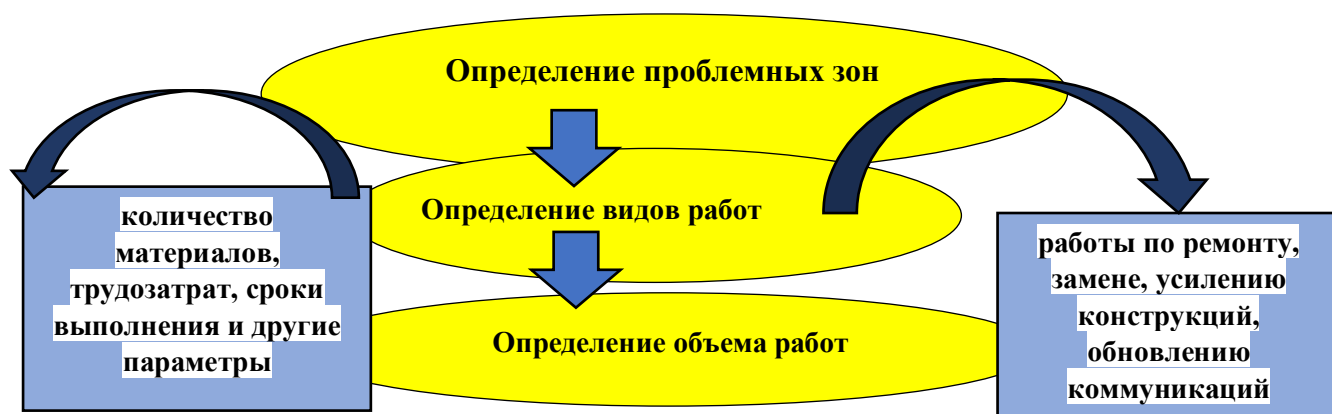 Определение проблемных зон
Определение видов работ
Определение объема работ
количество
материалов,
трудозатрат, сроки
выполнения и другие
параметры
работы по ремонту,
замене, усилению
конструкций,
обновлению
коммуникаций